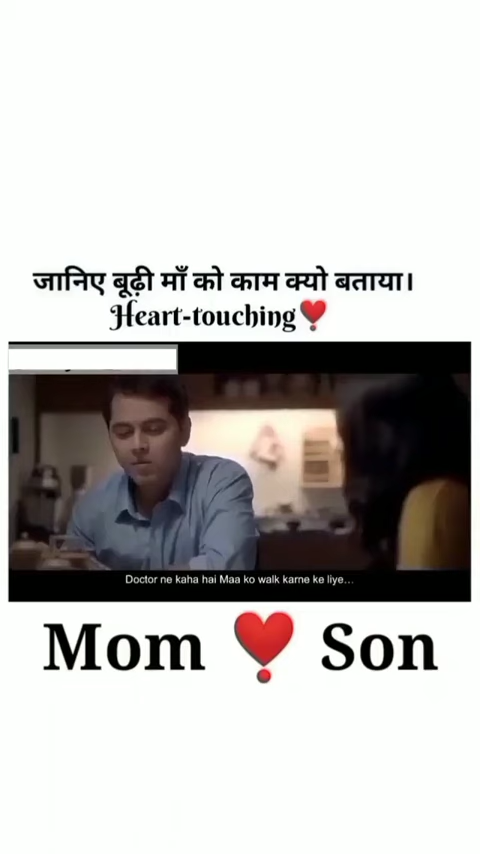 जानिए बूढ़ी माँ को काम क्यो बताया।
Heart-touching❣
Doctor ne kaha hai Maa ko walk karne ke liye...
Mom ❣ Son